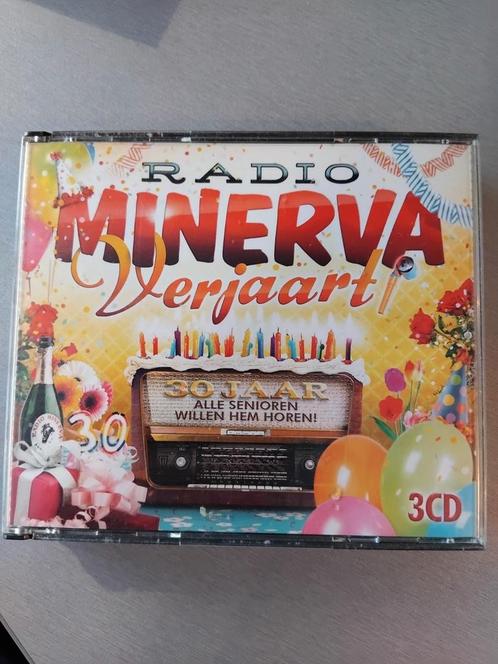 RADIO
MINERVA
Verjaart
30 JAAR
ALLE SENIOREN
WILLEN HEM HOREN!
30
3CD